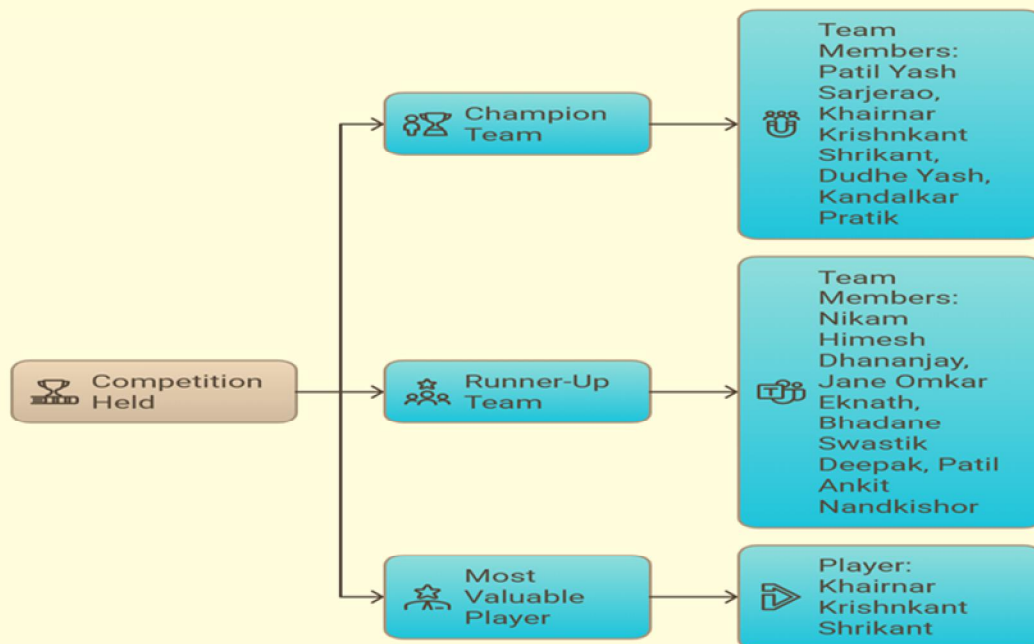 Competition
Held
Champion
Team
Team
Members:
Patil Yash
Sarjerao,
Khairnar
Krishnkant
Shrikant,
Dudhe Yash,
Kandalkar
Pratik
Runner-Up
Team
Team
Members:
Nikam
Himesh
Dhananjay,
Jane Omkar
Eknath,
Bhadane
Swastik
Deepak, Patil
Ankit
Nandkishor
Most
Valuable
Player
Player:
Khairnar
Krishnkant
Shrikant